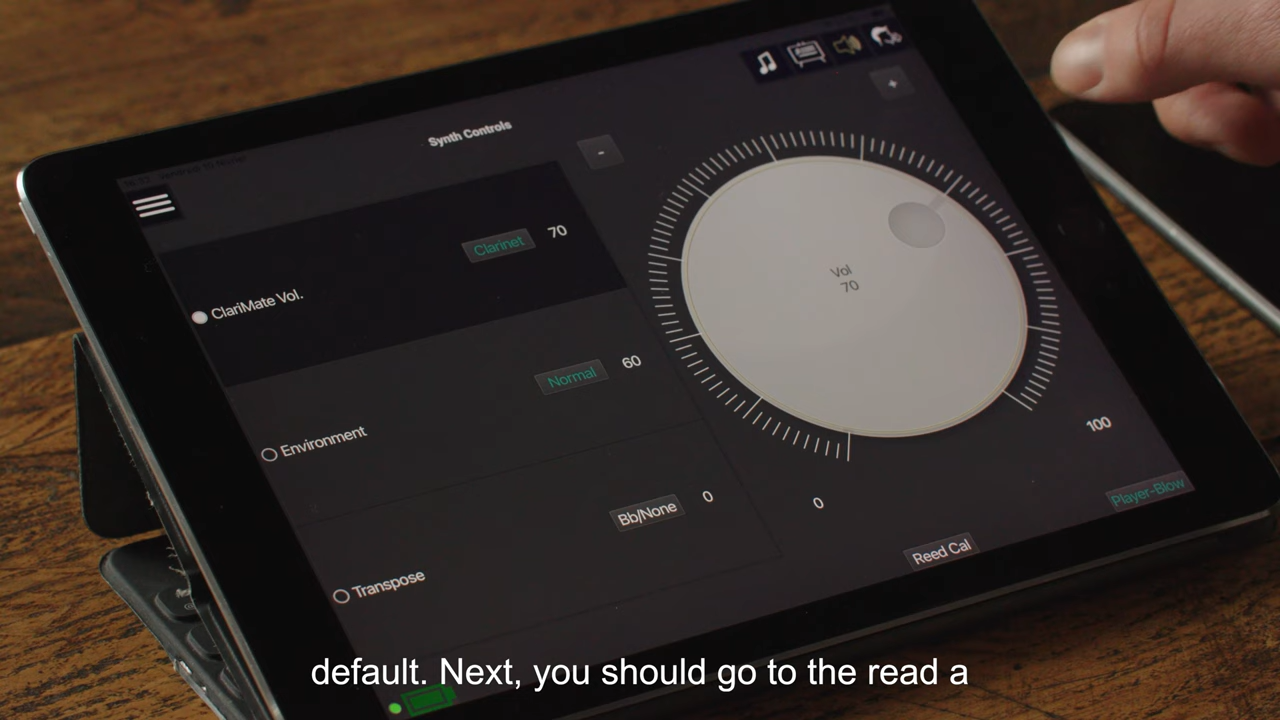 Synth Controls
-
+
Clarinet 70
ClariMate Vol.
Normal 60
Environment
Bb/None 0
Transpose
Vol
70
0
100
Player-Blow
Reed Cal
default. Next, you should go to the read a